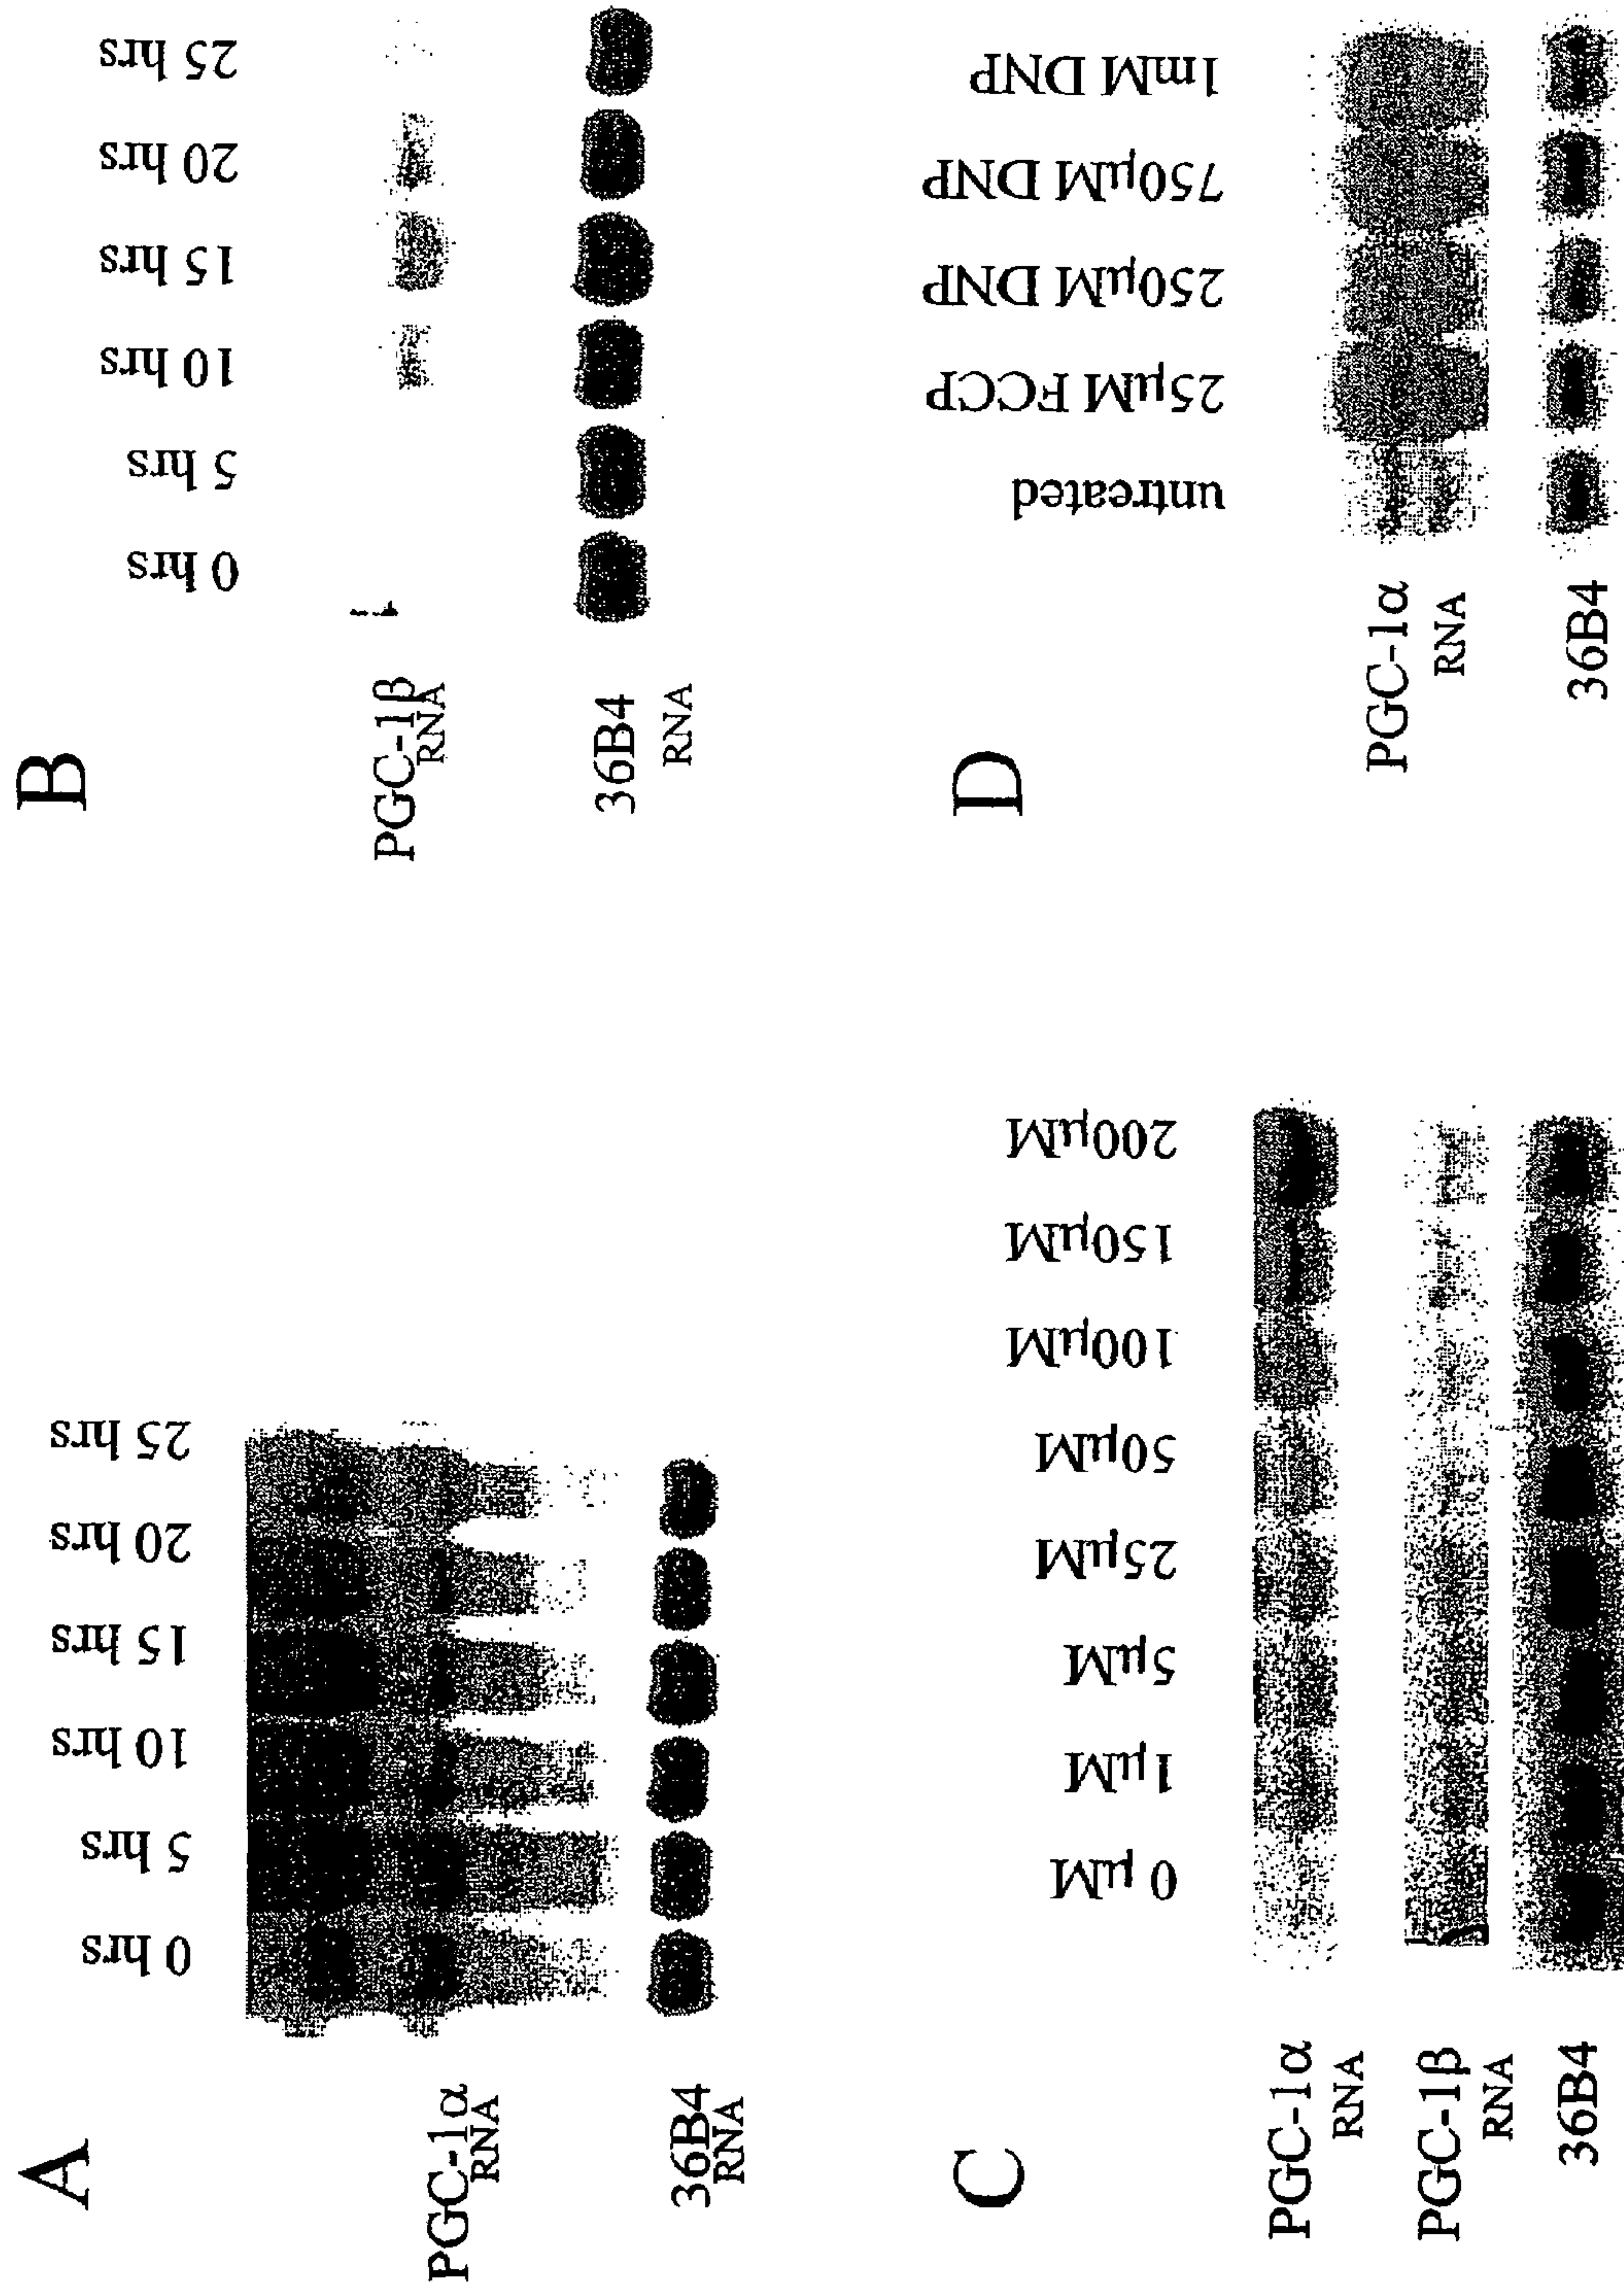 A
0 hrs
5 hrs
10 hrs
15 hrs
20 hrs
25 hrs
PGC-1α
RNA
36B4
RNA
B
0 hrs
5 hrs
10 hrs
15 hrs
20 hrs
25 hrs
PGC-1β
RNA
36B4
RNA
C
0 μM
1μM
5μM
25μM
50μM
100μM
150μM
200μM
PGC-1α
RNA
PGC-1β
RNA
36B4
D
untreated
25μM FCCP
250μM DNP
750μM DNP
1mM DNP
PGC-1α
RNA
36B4